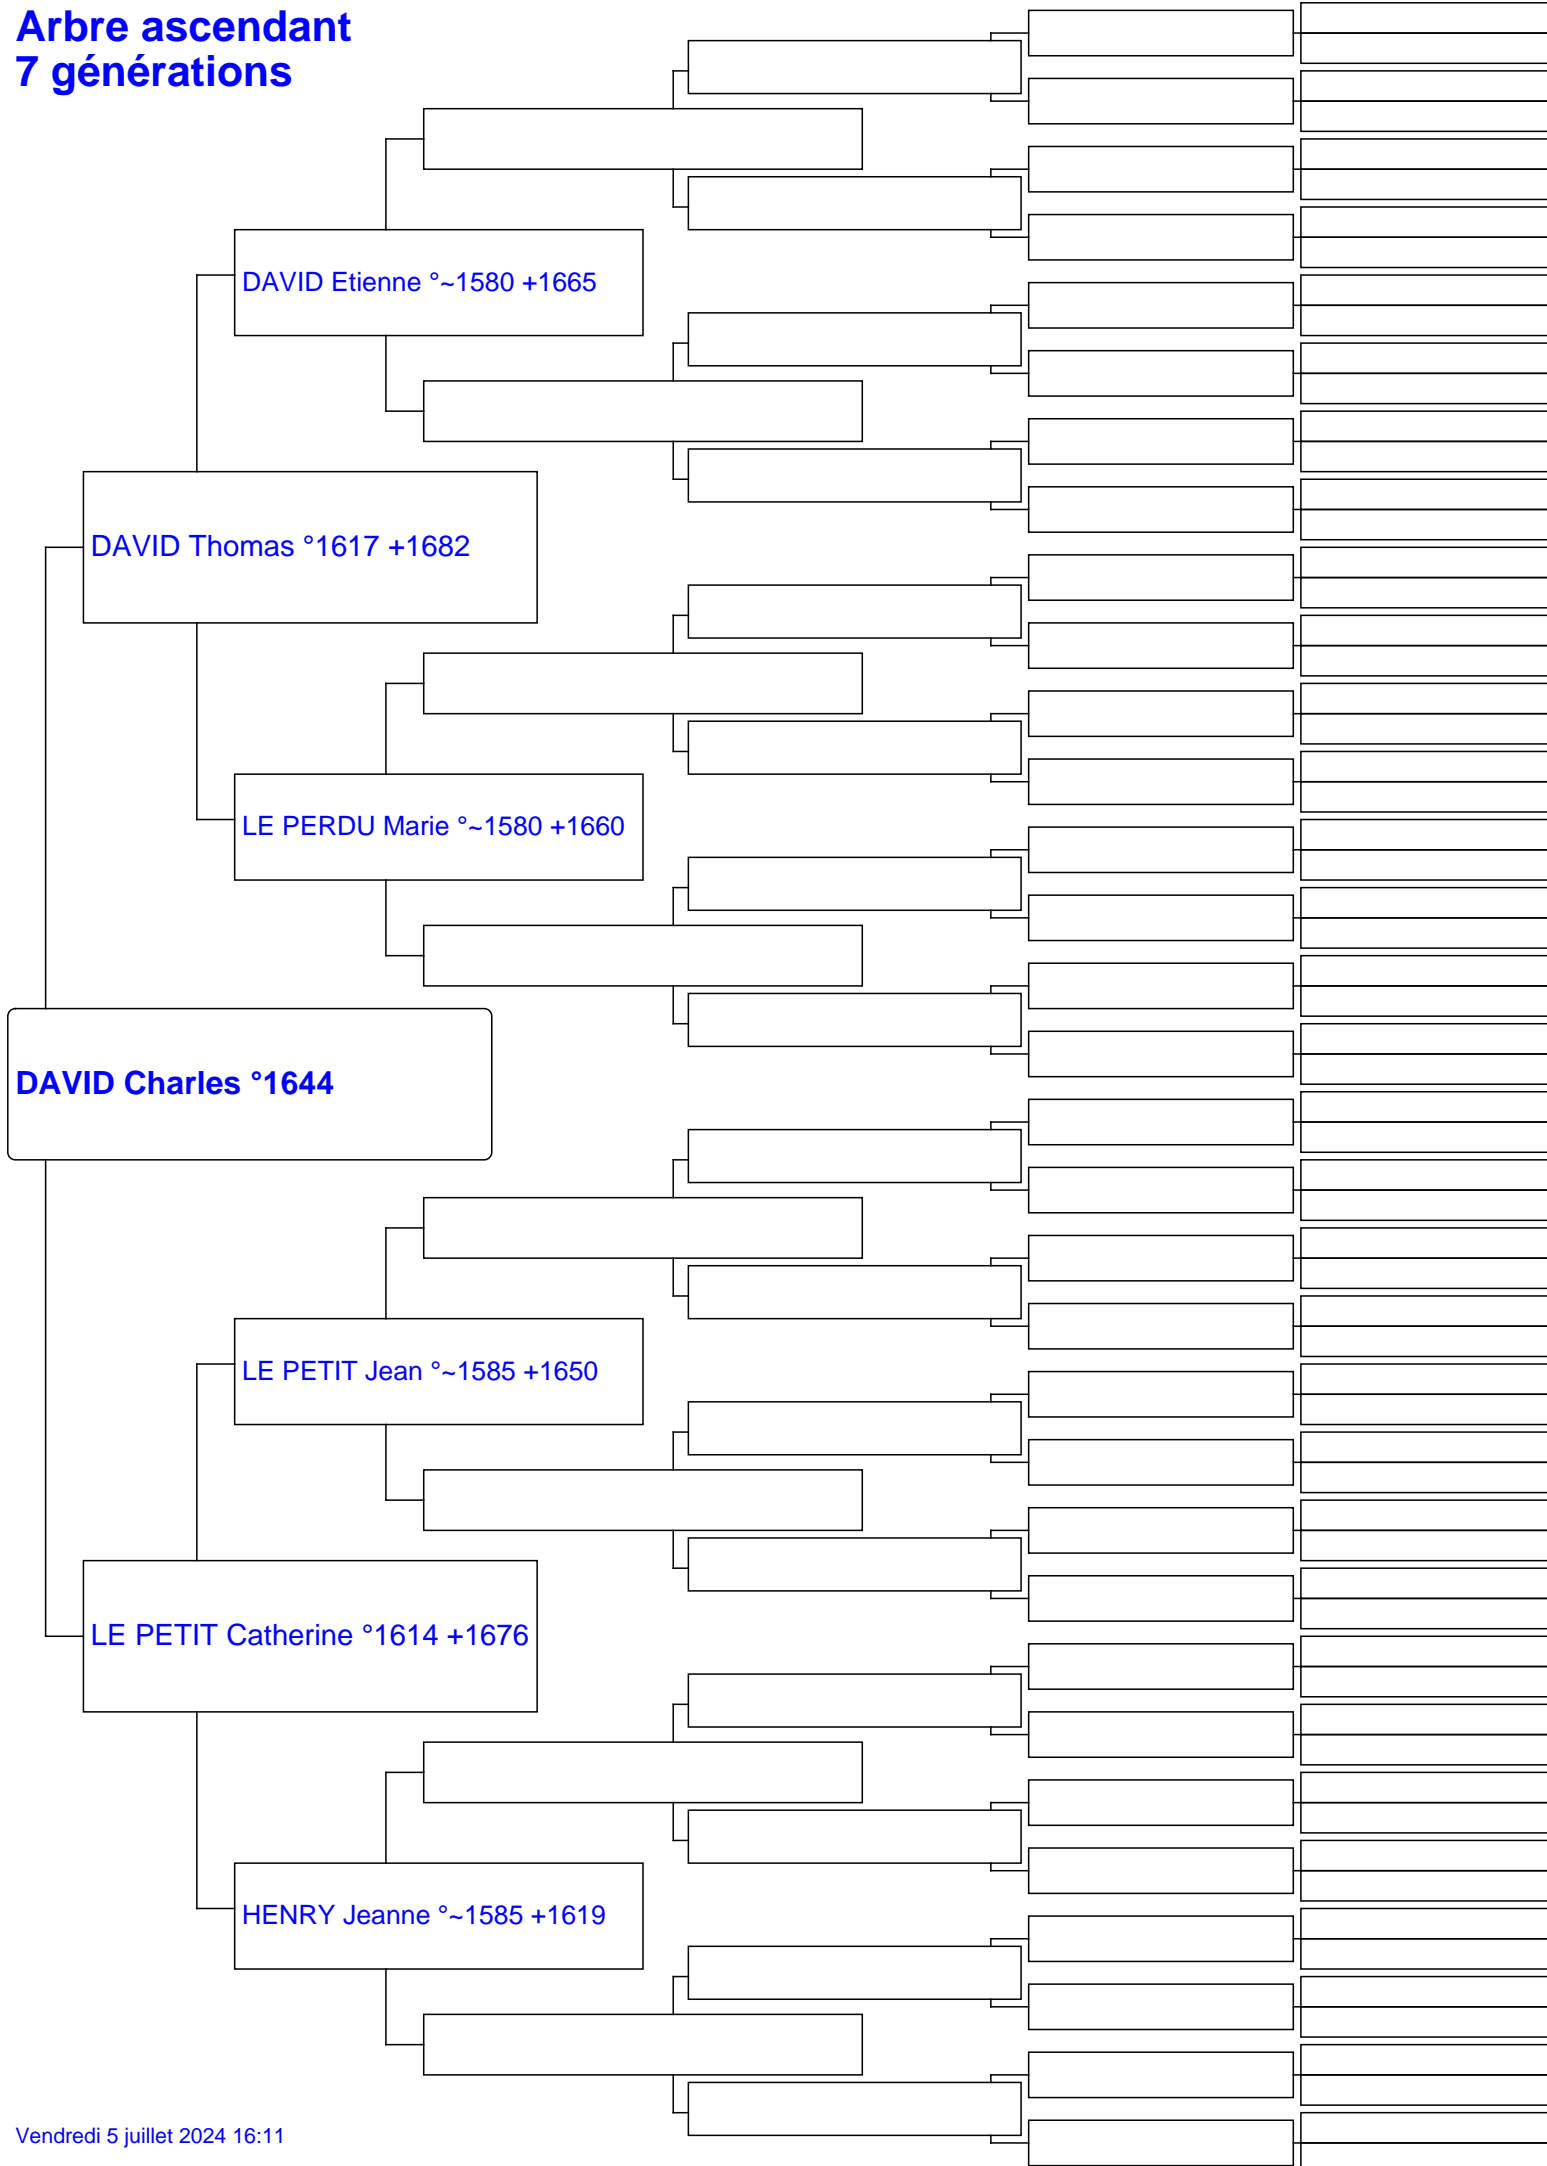 Arbre ascendant
7 générations
DAVID Etienne °~1580 +1665
DAVID Thomas °1617 +1682
LE PERDU Marie °~1580 +1660
DAVID Charles °1644
LE PETIT Jean °~1585 +1650
LE PETIT Catherine °1614 +1676
HENRY Jeanne °~1585 +1619
Vendredi 5 juillet 2024 16:11